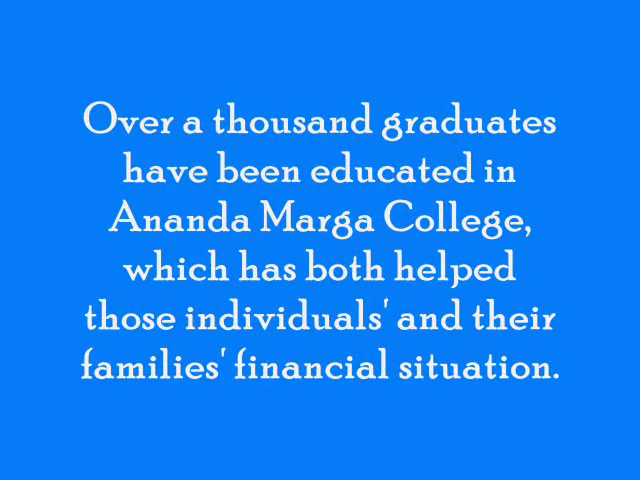 Over a thousand graduates
have been educated in
Ananda Marga College,
which has both helped
those individuals' and their
families' financial situation.